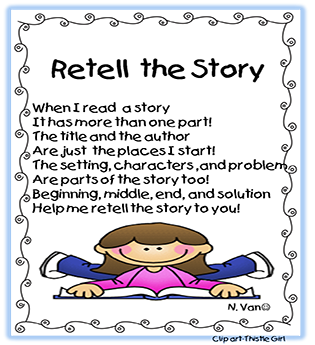 Retell the Story
When I read a story
It has more than one part!
The title and the author
Are just the places I start!
The setting, characters, and problem
Are parts of the story too!
Beginning, middle, end, and solution
Help me retell the story to you!
N. Van☺
Clip art-Thistle Girl